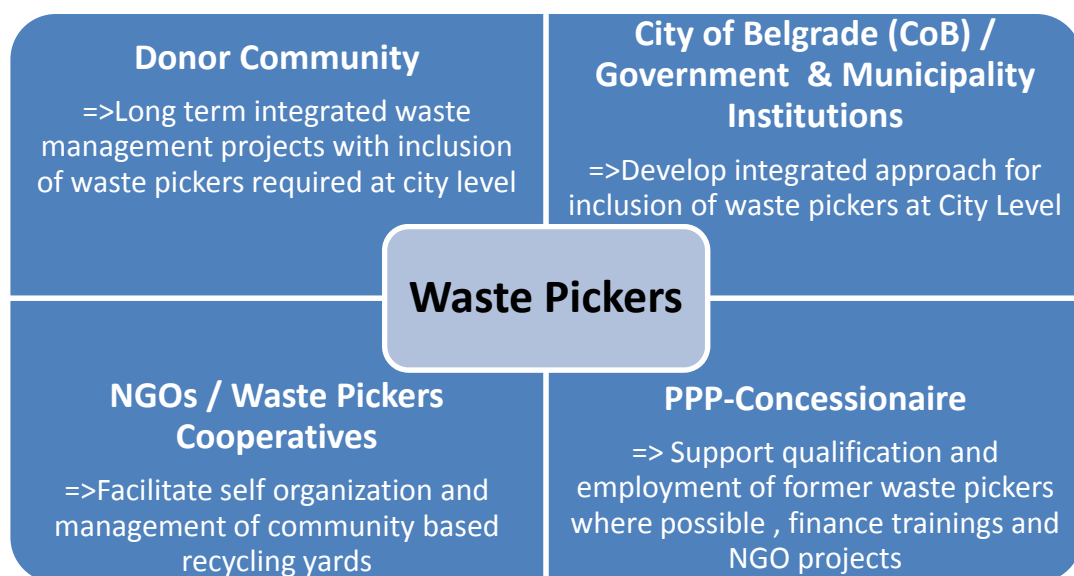 Donor Community
=>Long term integrated waste
management projects with inclusion
of waste pickers required at city level
City of Belgrade (CoB) /
Government & Municipality
Institutions
=>Develop integrated approach for
inclusion of waste pickers at City Level
Waste Pickers
NGOs / Waste Pickers
Cooperatives
=>Facilitate self organization and
management of community based
recycling yards
PPP-Concessionaire
=> Support qualification and
employment of former waste pickers
where possible , finance trainings and
NGO projects